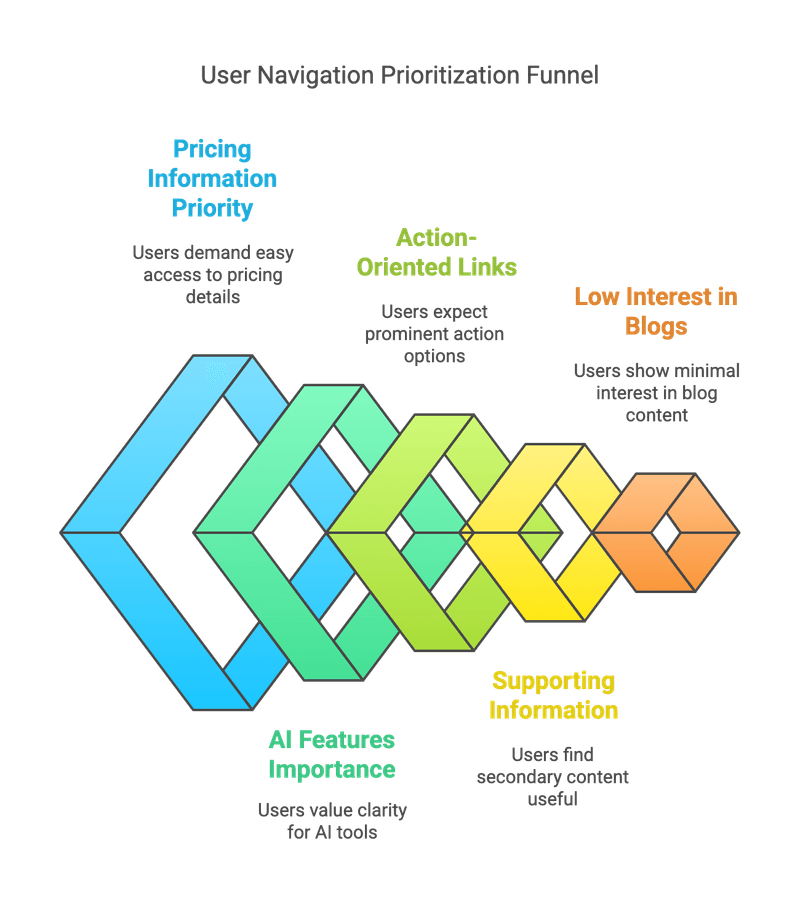 User Navigation Prioritization Funnel
Pricing
Information
Priority
Users demand easy
access to pricing
details
Action-
Oriented Links
Users expect
prominent action
options
Low Interest in
Blogs
Users show minimal
interest in blog
content
AI Features
Importance
Users value clarity
for AI tools
Supporting
Information
Users find
secondary content
useful